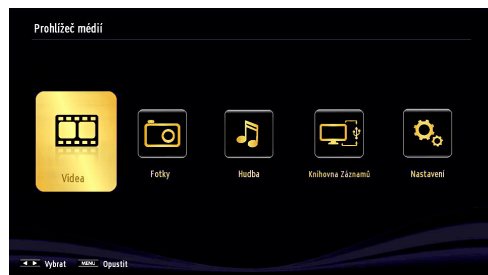 Prohlížeč médií
Videa
Fotky
Hudba
Knihovna Záznamů
Nastavení
Vybrat MENU Opustit